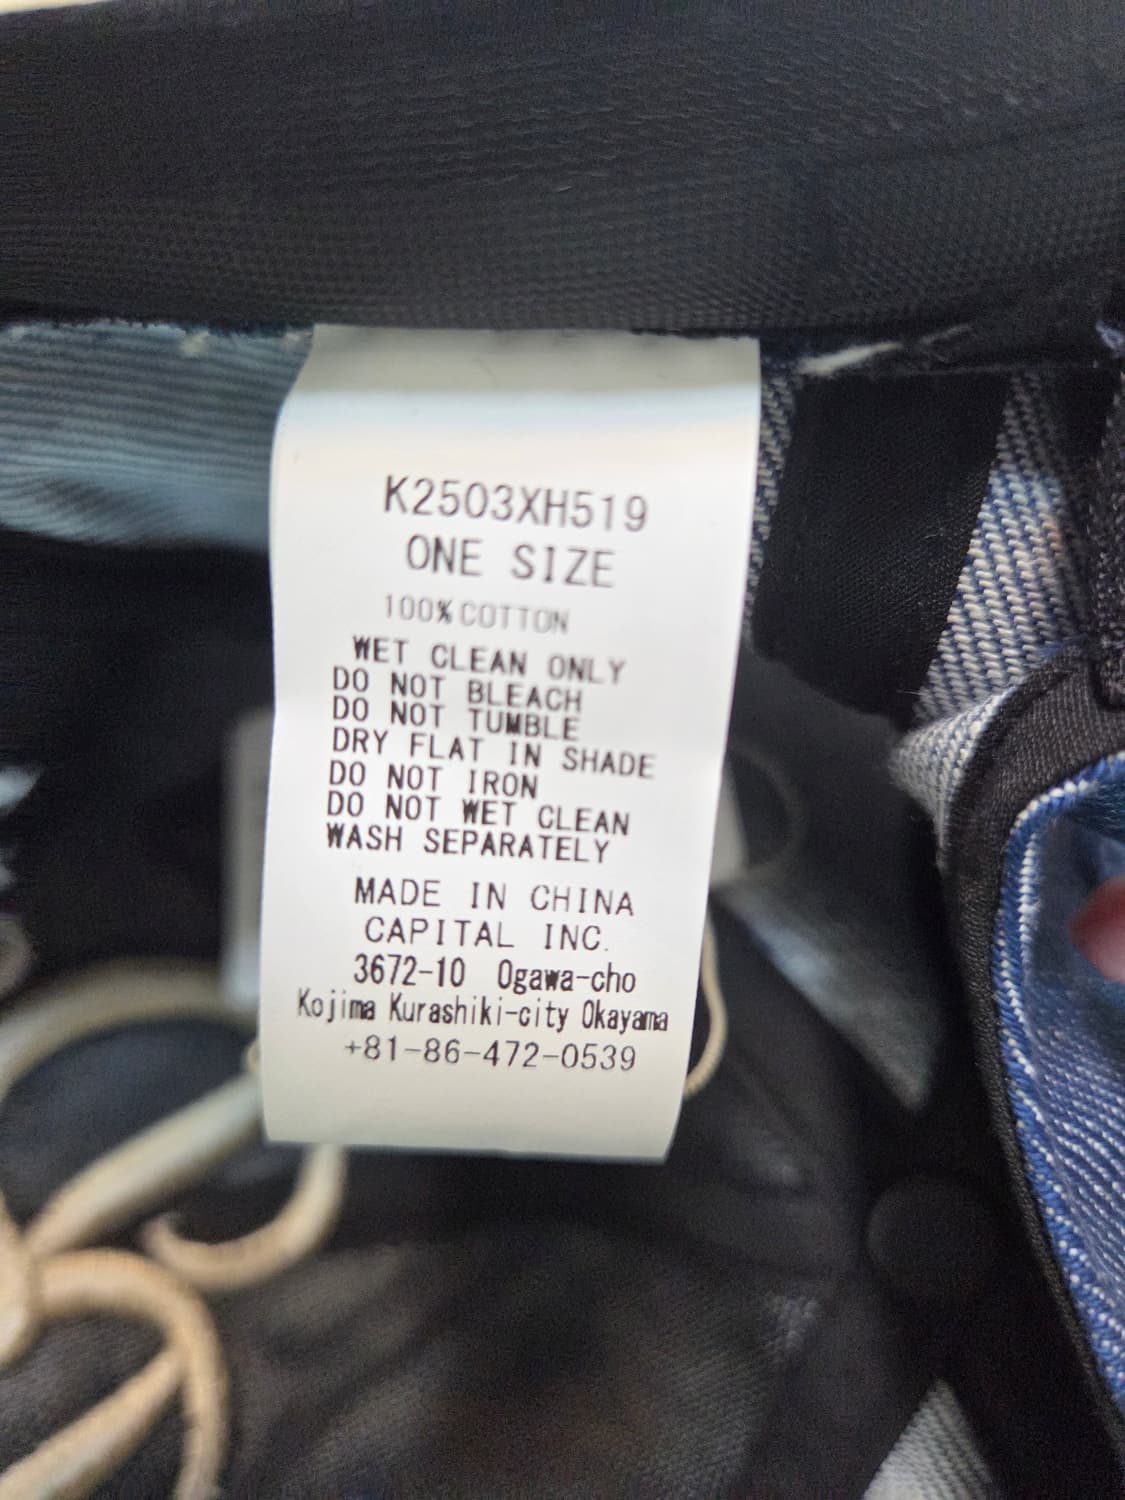 K2503XH519
ONE SIZE
100% COTTON
WET CLEAN ONLY
DO NOT BLEACH
DO NOT TUMBLE
DRY FLAT IN SHADE
DO NOT IRON
DO NOT WET CLEAN
WASH SEPARATELY
MADE IN CHINA
CAPITAL INC.
3672-10 Ogawa-cho
Kojima Kurashiki-city Okayama
+81-86-472-0539